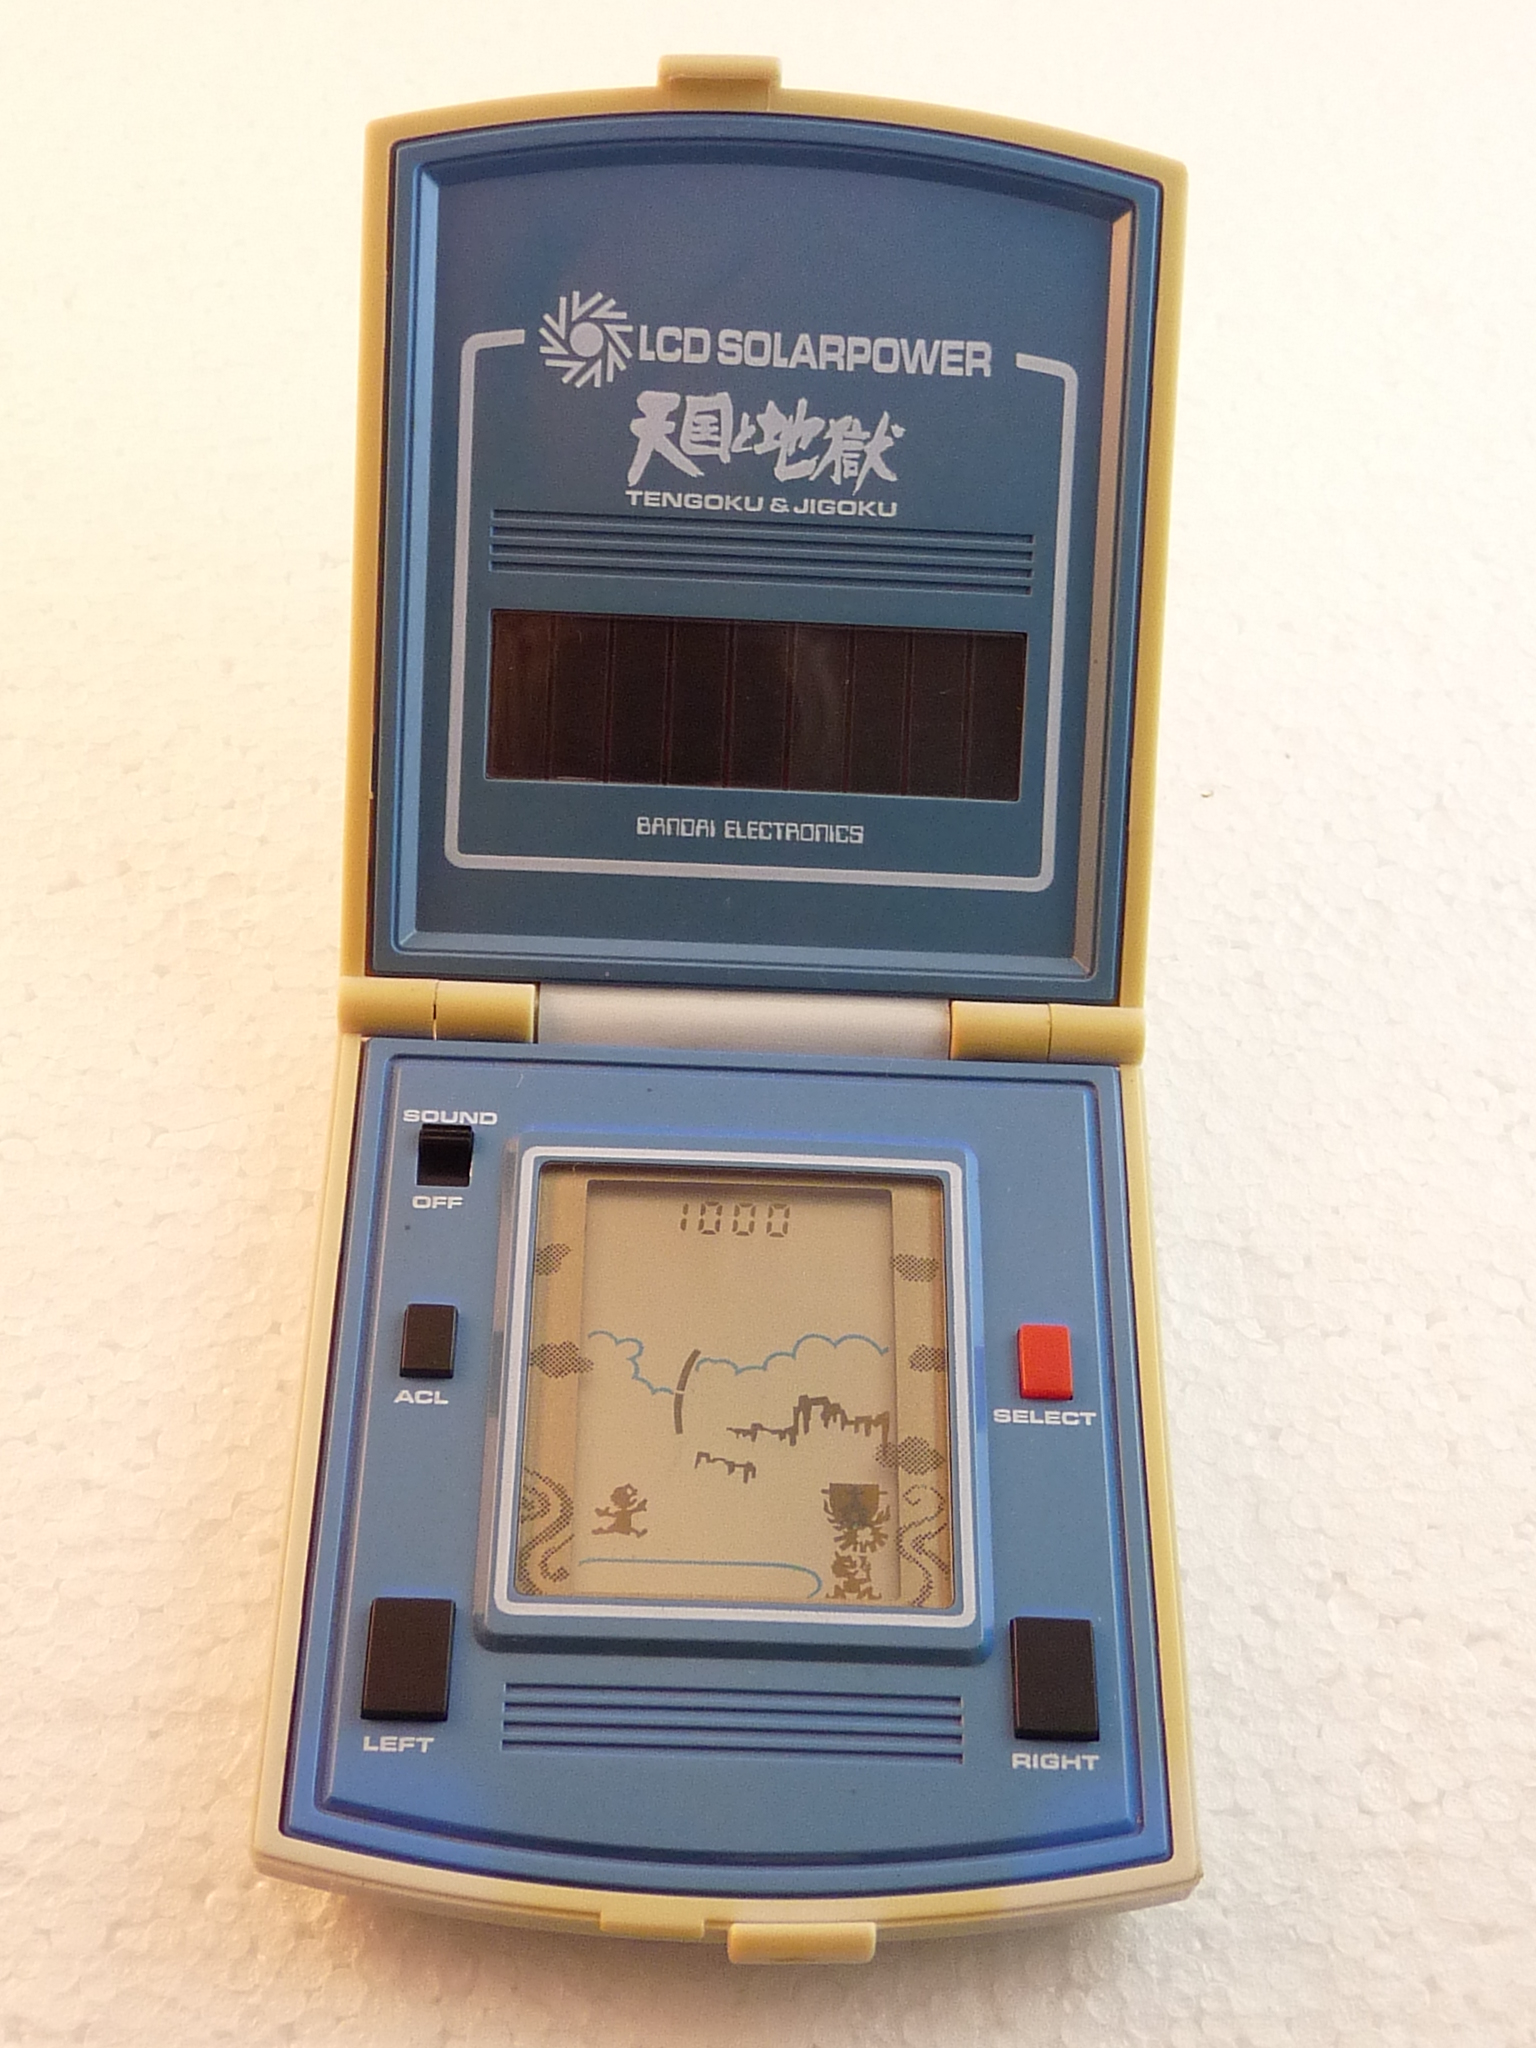 LCD SOLARPOWER
天国と地獄
TENGOKU & JIGOKU
BANDAI ELECTRONICS
SOUND
OFF
1000
ACL
SELECT
LEFT
RIGHT